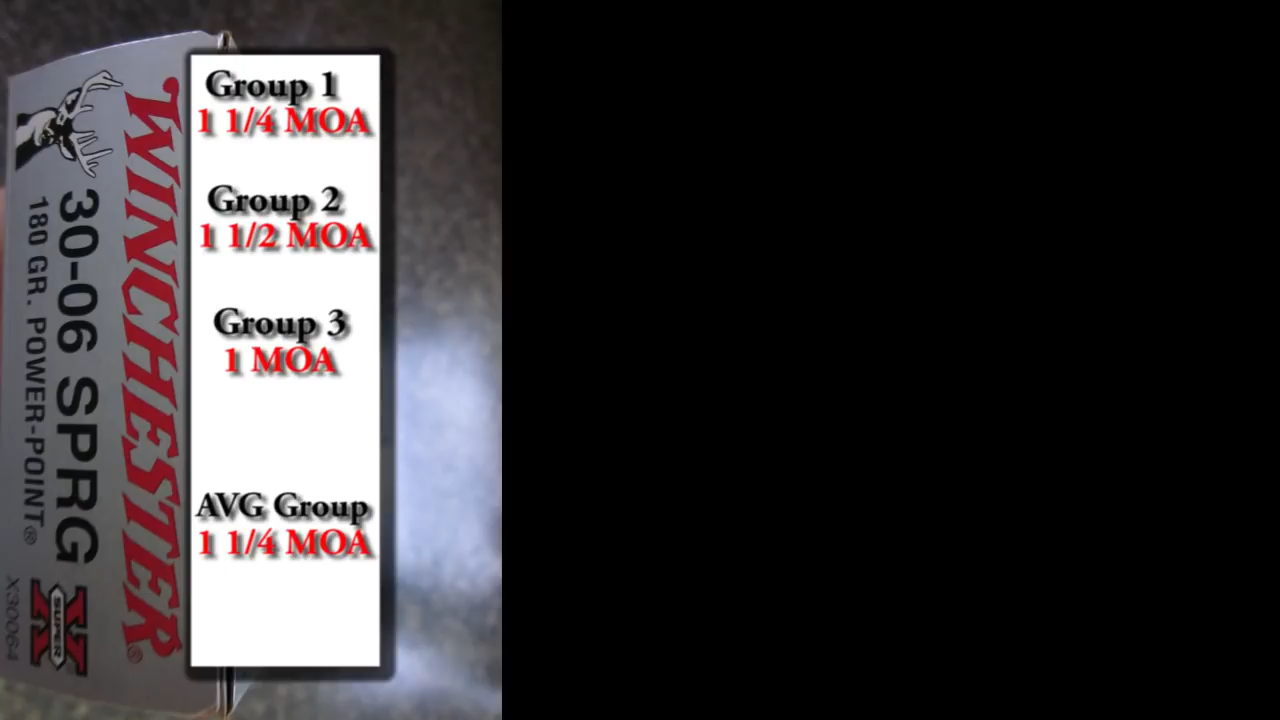 WINCHESTER®
30-06 SPRG
180 GR. POWER-POINT®
SUPER
X
X30064
Group 1
1 1/4 MOA
Group 2
1 1/2 MOA
Group 3
1 MOA
AVG Group
1 1/4 MOA